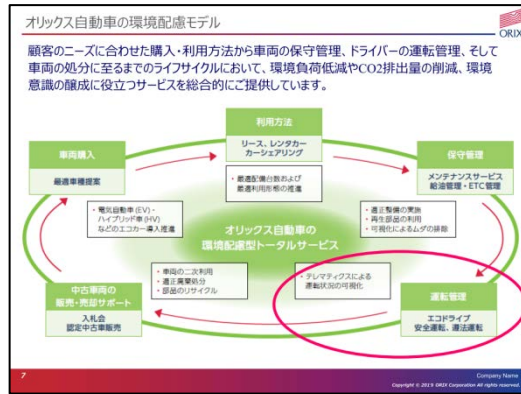 オリックス自動車の環境配慮モデル
ORIX
顧客のニーズに合わせた購入・利用方法から車両の保守管理、ドライバーの運転管理、そして
車両の処分に至るまでのライフサイクルにおいて、環境負荷低減やCO2排出量の削減、環境
意識の醸成に役立つサービスを総合的にご提供しています。
利用方法
リース、レンタカー
カーシェアリング
車両購入
最適車種提案
保守管理
メンテナンスサービス
給油管理・ETC管理
・最適配備台数および
最適利用形態の推進
・電気自動車（EV）・
ハイブリッド車（HV）
などのエコカー導入推進
・適正整備の実施
・再生部品の利用
・可視化によるムダの排除
オリックス自動車の
環境配慮型トータルサービス
・車両の二次利用
・適正廃棄処分
・部品のリサイクル
・テレマティクスによる
運転状況の可視化
中古車両の
販売・売却サポート
入札会
認定中古車販売
運転管理
エコドライブ
安全運転、遵法運転
7
Company Name
Copyright © 2019 ORIX Corporation All rights reserved.